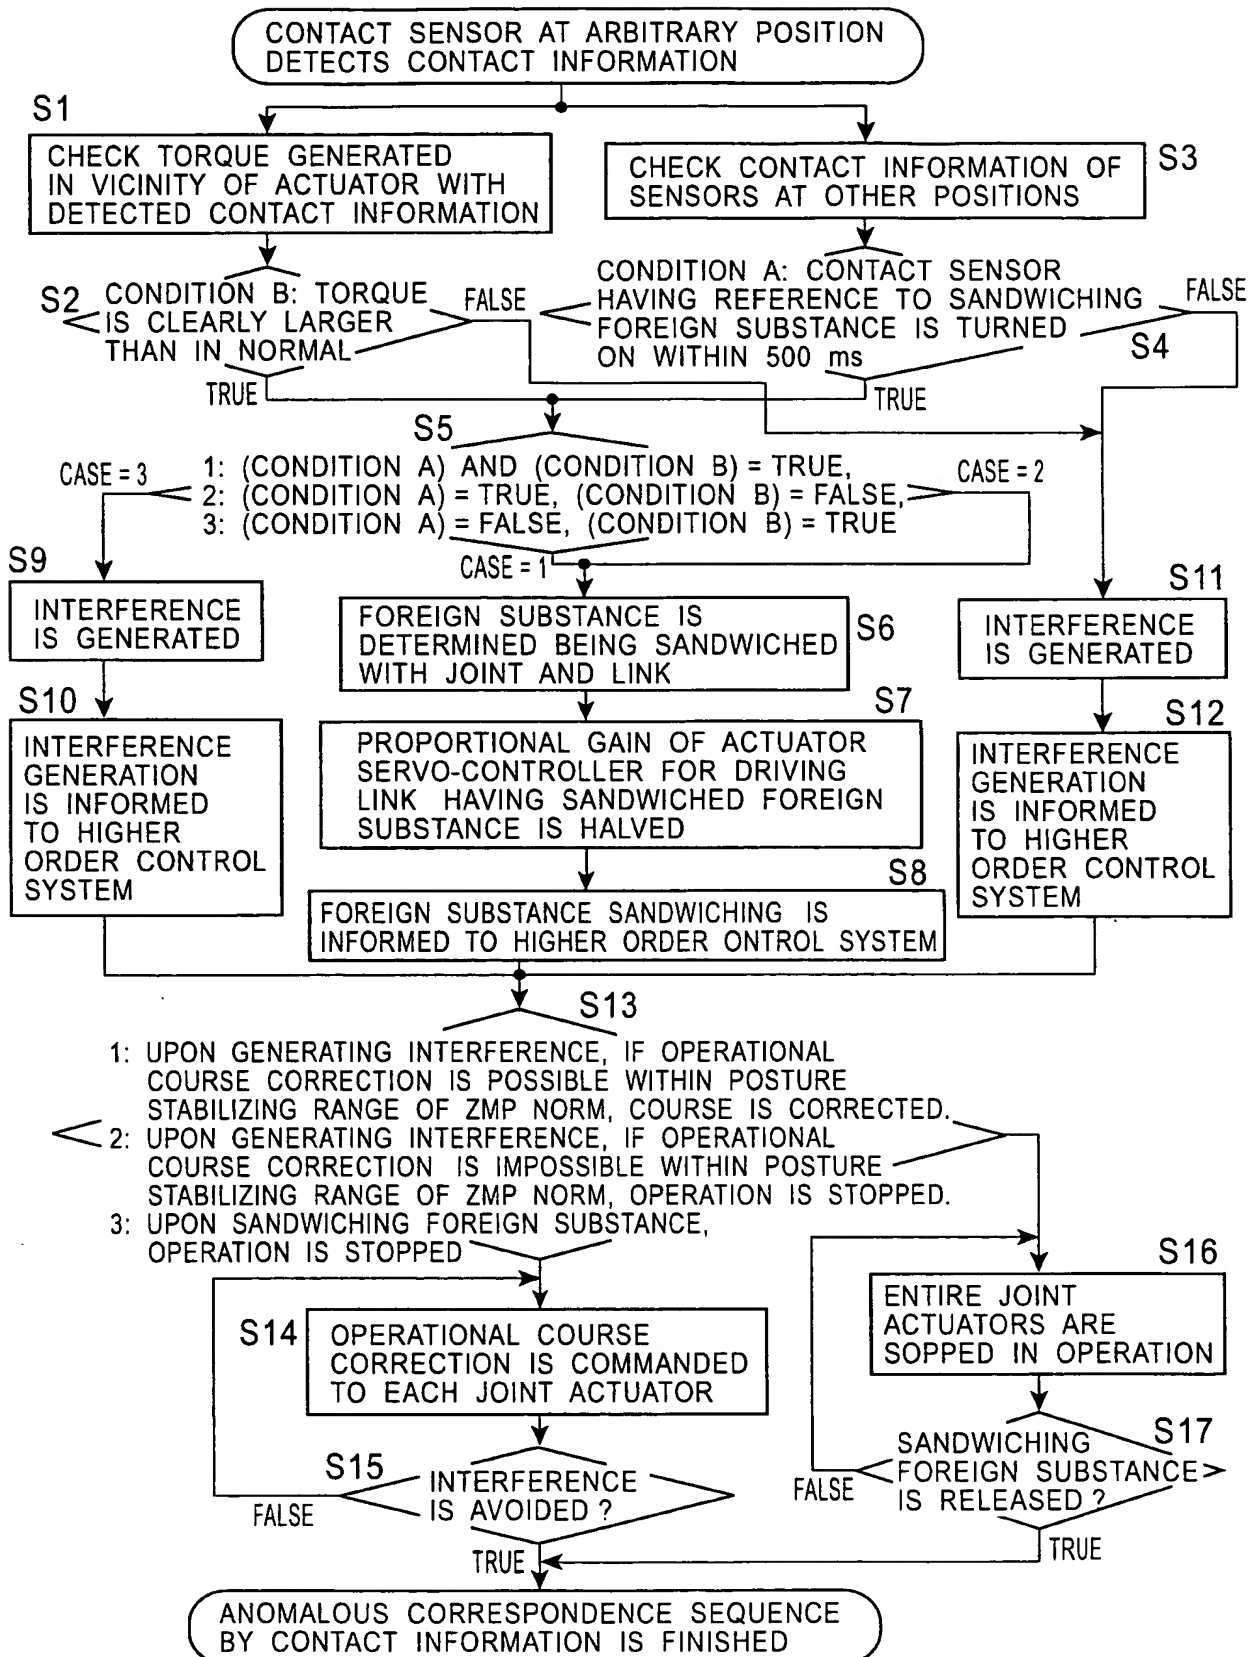 CONTACT SENSOR AT ARBITRARY POSITION
DETECTS CONTACT INFORMATION
S1
CHECK TORQUE GENERATED
IN VICINITY OF ACTUATOR WITH
DETECTED CONTACT INFORMATION
S3
CHECK CONTACT INFORMATION OF
SENSORS AT OTHER POSITIONS
S2
CONDITION B: TORQUE
IS CLEARLY LARGER
THAN IN NORMAL
FALSE
TRUE
CONDITION A: CONTACT SENSOR
HAVING REFERENCE TO SANDWICHING
FOREIGN SUBSTANCE IS TURNED
ON WITHIN 500 ms
FALSE
S4
TRUE
S5
CASE = 3
1: (CONDITION A) AND (CONDITION B) = TRUE,
2: (CONDITION A) = TRUE, (CONDITION B) = FALSE,
3: (CONDITION A) = FALSE, (CONDITION B) = TRUE
CASE = 2
CASE = 1
S9
INTERFERENCE
IS GENERATED
S10
INTERFERENCE
GENERATION
IS INFORMED
TO HIGHER
ORDER CONTROL
SYSTEM
FOREIGN SUBSTANCE IS
DETERMINED BEING SANDWICHED
WITH JOINT AND LINK
S6
S7
PROPORTIONAL GAIN OF ACTUATOR
SERVO-CONTROLLER FOR DRIVING
LINK HAVING SANDWICHED FOREIGN
SUBSTANCE IS HALVED
S8
FOREIGN SUBSTANCE SANDWICHING IS
INFORMED TO HIGHER ORDER ONTROL SYSTEM
S11
INTERFERENCE
IS GENERATED
S12
INTERFERENCE
GENERATION
IS INFORMED
TO HIGHER
ORDER CONTROL
SYSTEM
S13
1: UPON GENERATING INTERFERENCE, IF OPERATIONAL
COURSE CORRECTION IS POSSIBLE WITHIN POSTURE
STABILIZING RANGE OF ZMP NORM, COURSE IS CORRECTED.
2: UPON GENERATING INTERFERENCE, IF OPERATIONAL
COURSE CORRECTION IS IMPOSSIBLE WITHIN POSTURE
STABILIZING RANGE OF ZMP NORM, OPERATION IS STOPPED.
3: UPON SANDWICHING FOREIGN SUBSTANCE,
OPERATION IS STOPPED
S14
OPERATIONAL COURSE
CORRECTION IS COMMANDED
TO EACH JOINT ACTUATOR
S15
INTERFERENCE
IS AVOIDED ?
FALSE
TRUE
S16
ENTIRE JOINT
ACTUATORS ARE
SOPPED IN OPERATION
S17
SANDWICHING
FOREIGN SUBSTANCE
IS RELEASED ?
FALSE
TRUE
ANOMALOUS CORRESPONDENCE SEQUENCE
BY CONTACT INFORMATION IS FINISHED